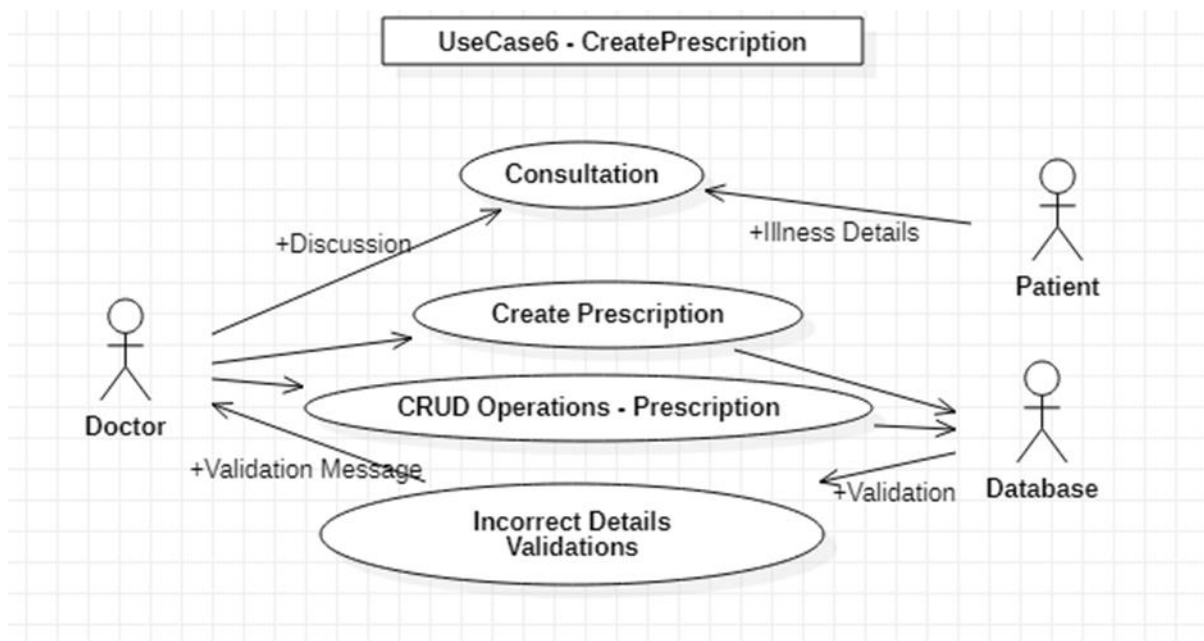 UseCase6 - CreatePrescription
Consultation
+Discussion
+Illness Details
Patient
Create Prescription
CRUD Operations - Prescription
Doctor
+Validation Message
+Validation
Database
Incorrect Details
Validations